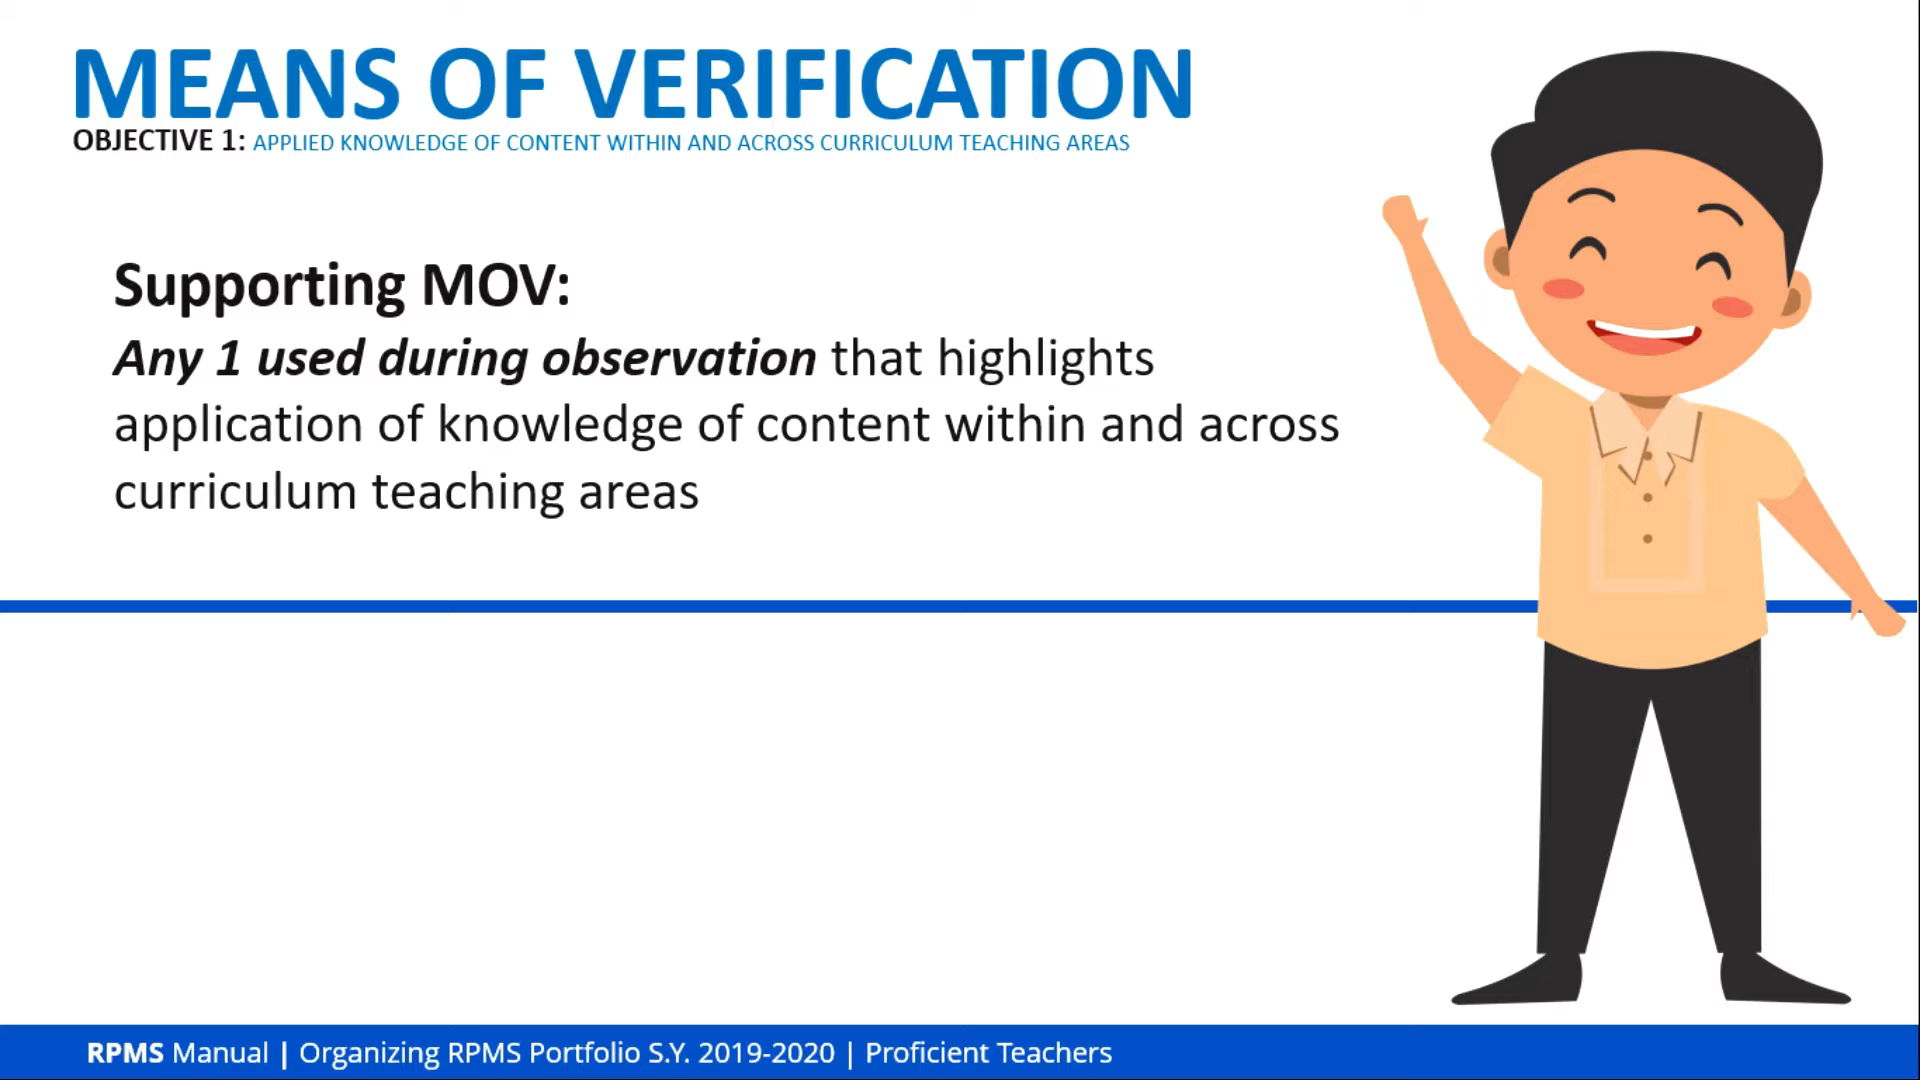 MEANS OF VERIFICATION
OBJECTIVE 1: APPLIED KNOWLEDGE OF CONTENT WITHIN AND ACROSS CURRICULUM TEACHING AREAS
Supporting MOV:
Any 1 used during observation that highlights
application of knowledge of content within and across
curriculum teaching areas
RPMS Manual | Organizing RPMS Portfolio S.Y. 2019-2020 | Proficient Teachers